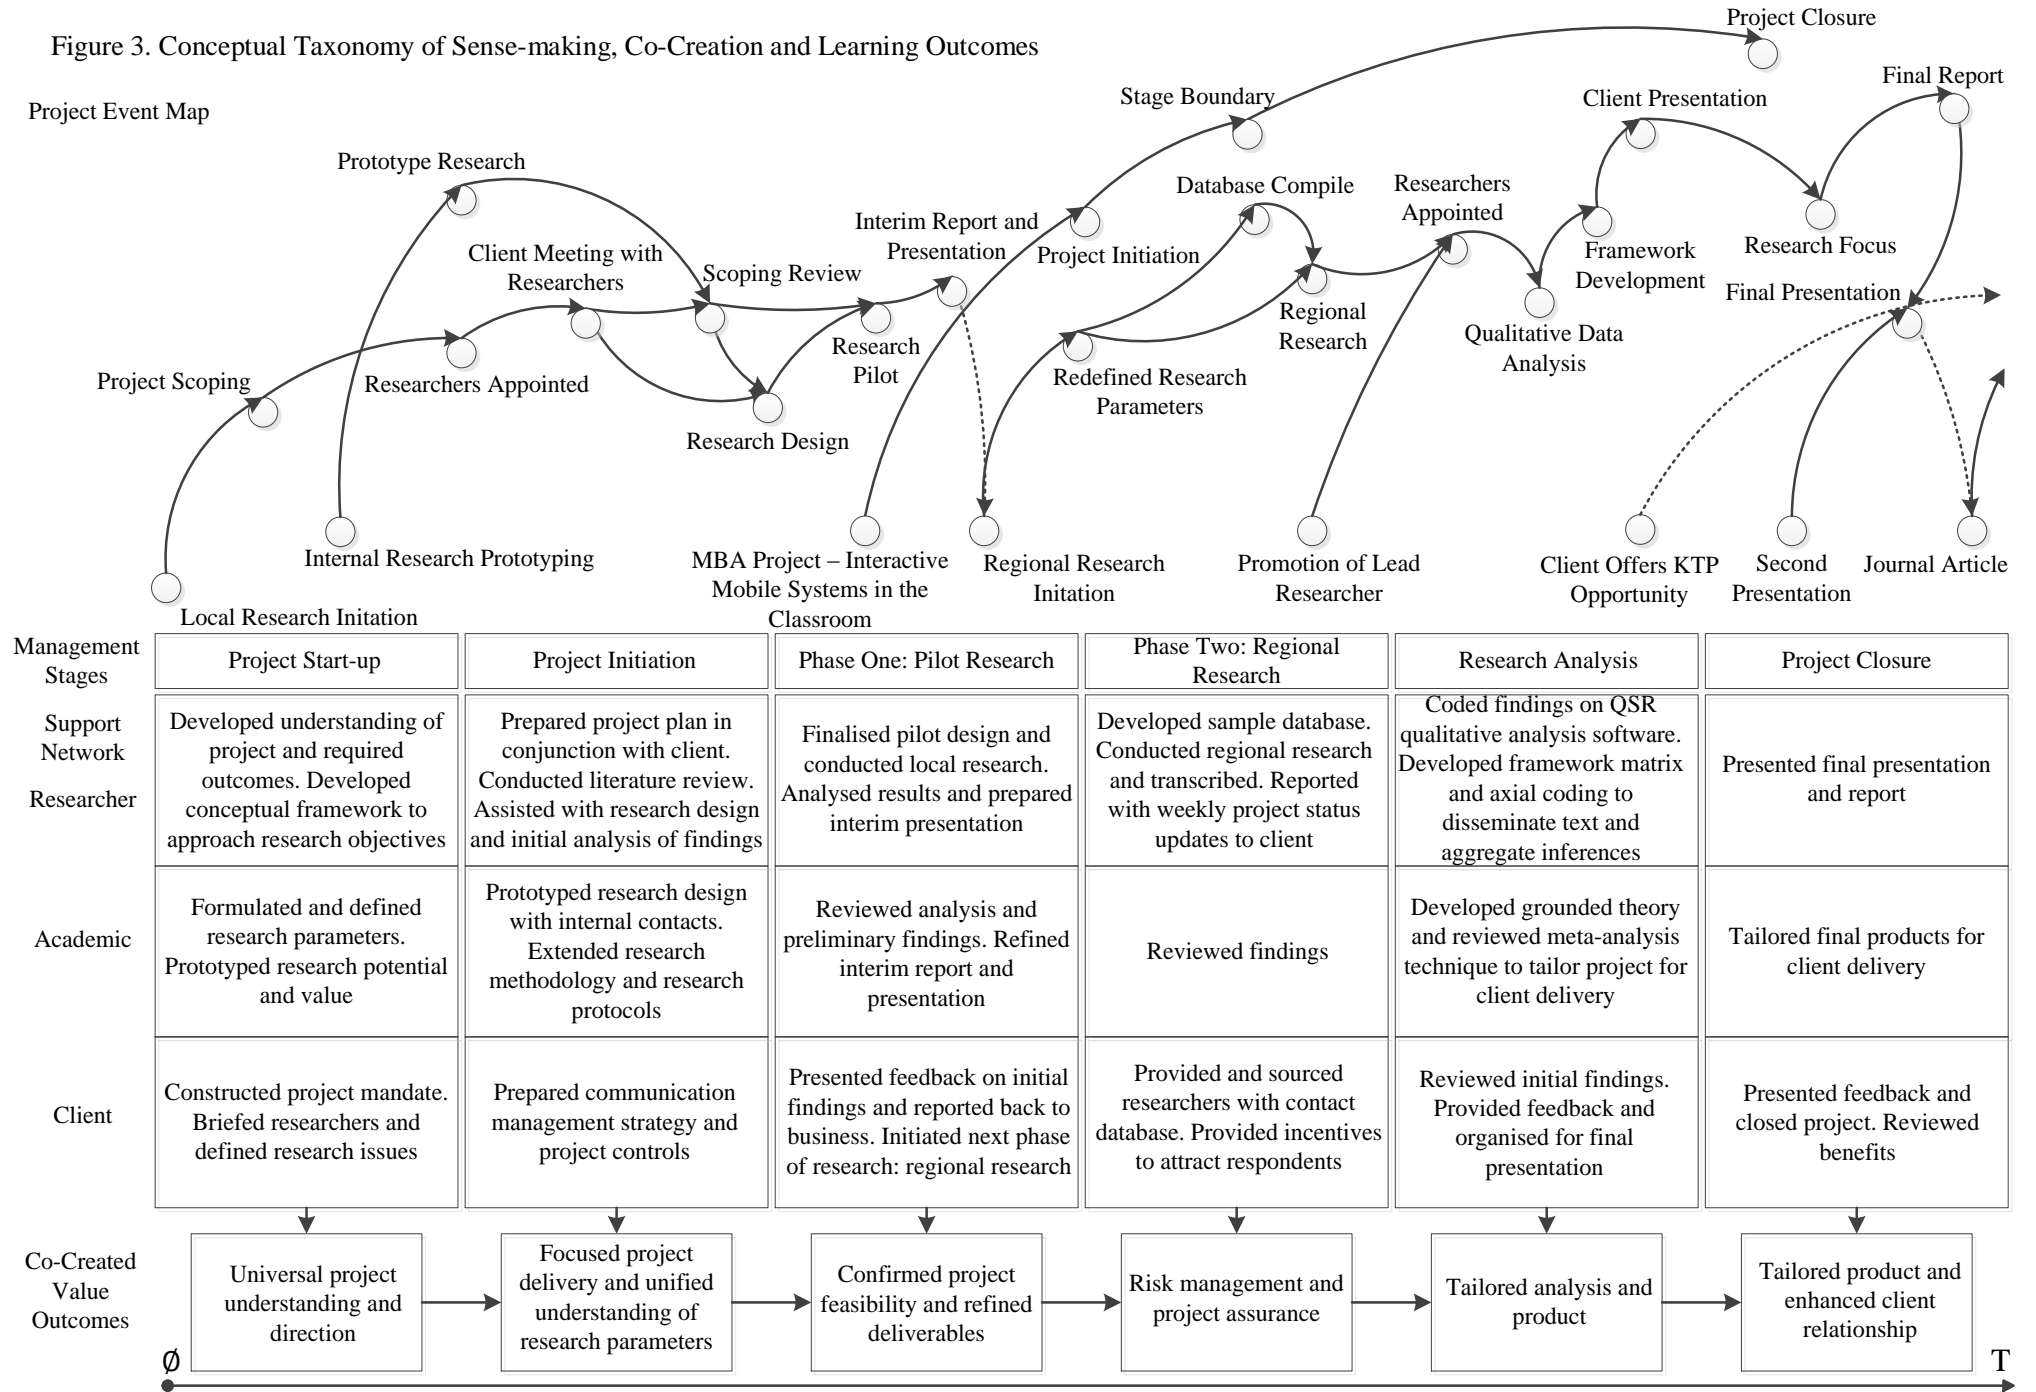 Figure 3. Conceptual Taxonomy of Sense-making, Co-Creation and Learning Outcomes
Project Event Map
Project Closure
Final Report
Client Presentation
Stage Boundary
Prototype Research
Database Compile
Researchers
Appointed
Interim Report and
Presentation
Client Meeting with
Researchers
Scoping Review
Project Initiation
Framework
Development
Research Focus
Final Presentation
Regional
Research
Qualitative Data
Analysis
Research
Pilot
Redefined Research
Parameters
Project Scoping
Researchers Appointed
Research Design
Local Research Initation
Internal Research Prototyping
MBA Project – Interactive
Mobile Systems in the
Classroom
Regional Research
Initation
Promotion of Lead
Researcher
Client Offers KTP
Opportunity
Second
Presentation
Journal Article
Management
Stages
Project Start-up
Project Initiation
Phase One: Pilot Research
Phase Two: Regional
Research
Research Analysis
Project Closure
Support
Network
Researcher
Developed understanding of
project and required
outcomes. Developed
conceptual framework to
approach research objectives
Prepared project plan in
conjunction with client.
Conducted literature review.
Assisted with research design
and initial analysis of findings
Finalised pilot design and
conducted local research.
Analysed results and prepared
interim presentation
Developed sample database.
Conducted regional research
and transcribed. Reported
with weekly project status
updates to client
Coded findings on QSR
qualitative analysis software.
Developed framework matrix
and axial coding to
disseminate text and
aggregate inferences
Presented final presentation
and report
Academic
Formulated and defined
research parameters.
Prototyped research potential
and value
Prototyped research design
with internal contacts.
Extended research
methodology and research
protocols
Reviewed analysis and
preliminary findings. Refined
interim report and
presentation
Reviewed findings
Developed grounded theory
and reviewed meta-analysis
technique to tailor project for
client delivery
Tailored final products for
client delivery
Client
Constructed project mandate.
Briefed researchers and
defined research issues
Prepared communication
management strategy and
project controls
Presented feedback on initial
findings and reported back to
business. Initiated next phase
of research: regional research
Provided and sourced
researchers with contact
database. Provided incentives
to attract respondents
Reviewed initial findings.
Provided feedback and
organised for final
presentation
Presented feedback and
closed project. Reviewed
benefits
Co-Created
Value
Outcomes
Universal project
understanding and
direction
Focused project
delivery and unified
understanding of
research parameters
Confirmed project
feasibility and refined
deliverables
Risk management and
project assurance
Tailored analysis and
product
Tailored product and
enhanced client
relationship
Ø
T